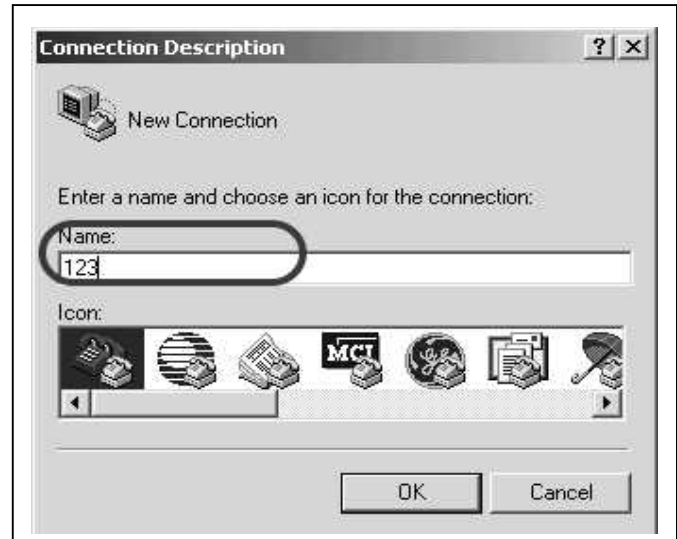 Connection Description
New Connection
Enter a name and choose an icon for the connection:
Name:
123
Icon:
MCI
OK
Cancel